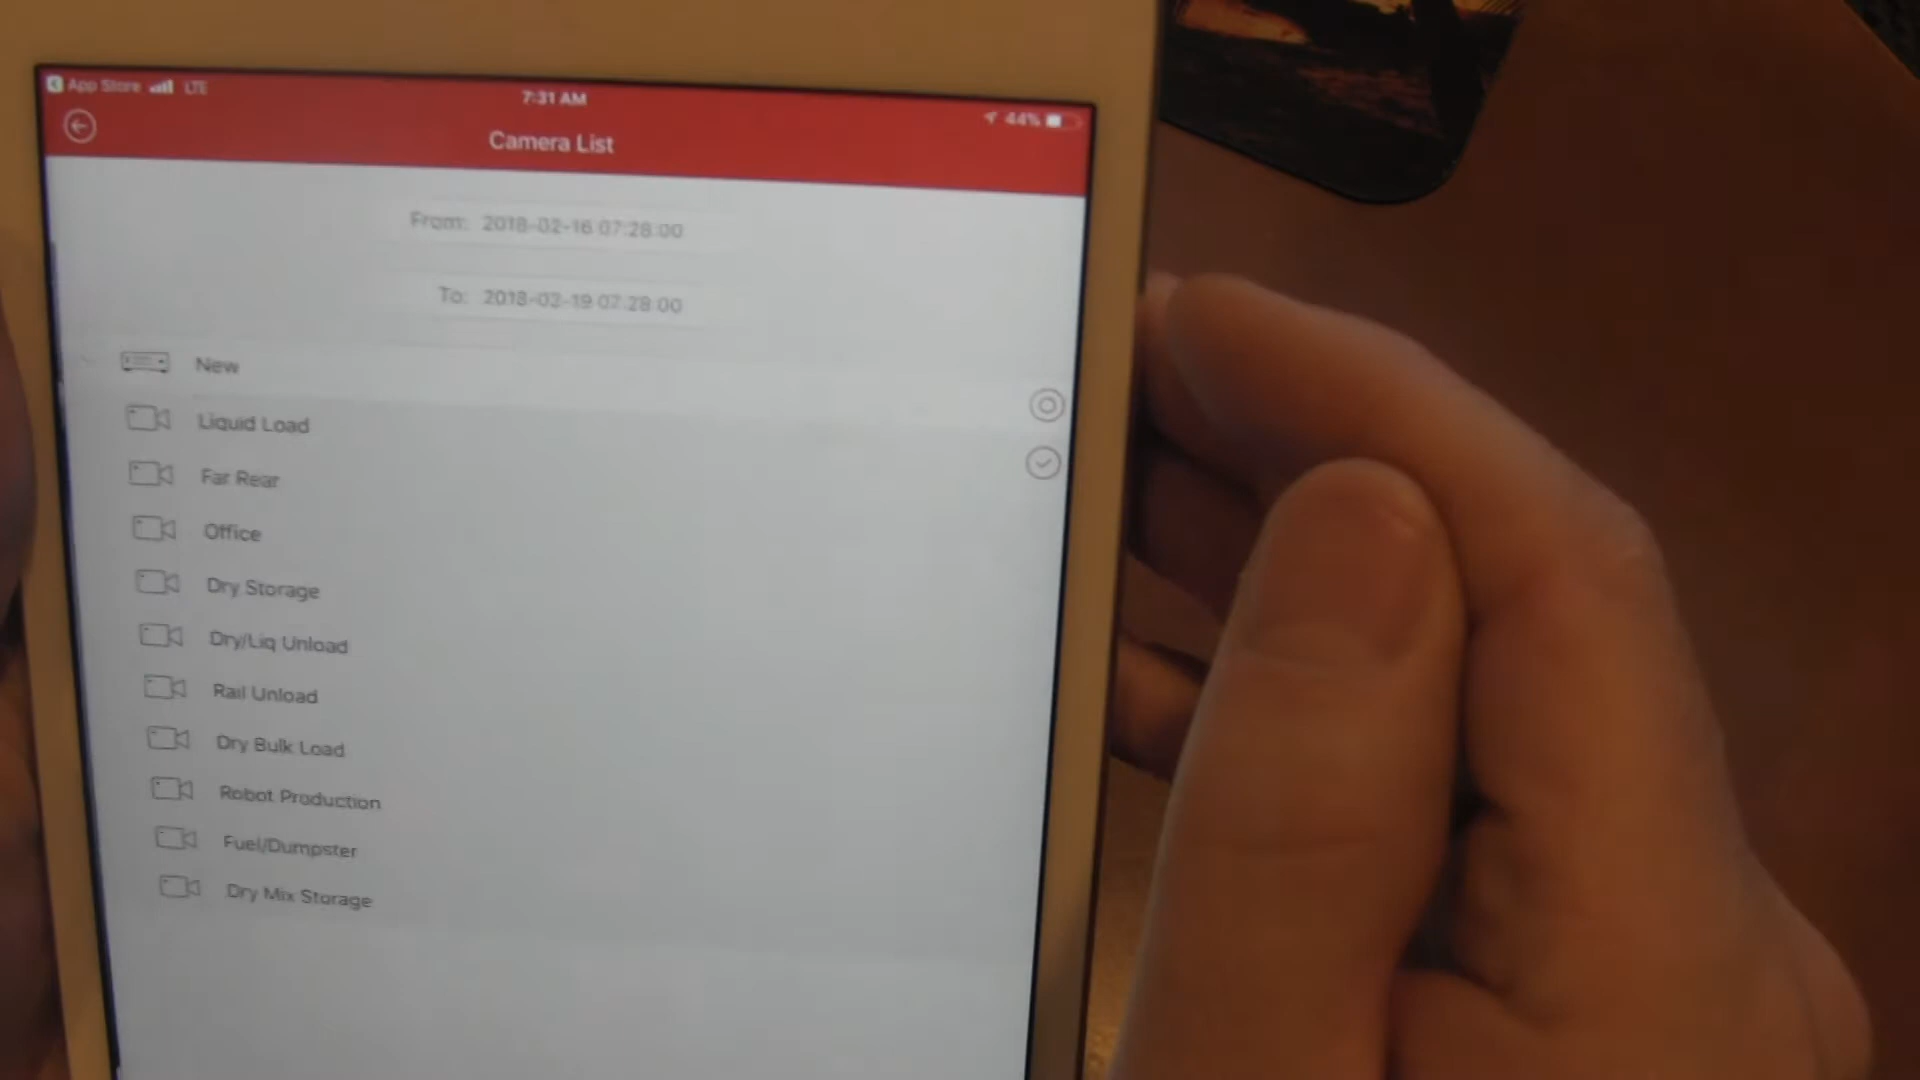 App Store LTE
7:31 AM
44%
Camera List
From: 2018-02-16 07:28:00
To: 2018-02-19 07:28:00
New
Liquid Load
Far Rear
Office
Dry Storage
Dry/Liq Unload
Rail Unload
Dry Bulk Load
Robot Production
Fuel/Dumpster
Dry Mix Storage